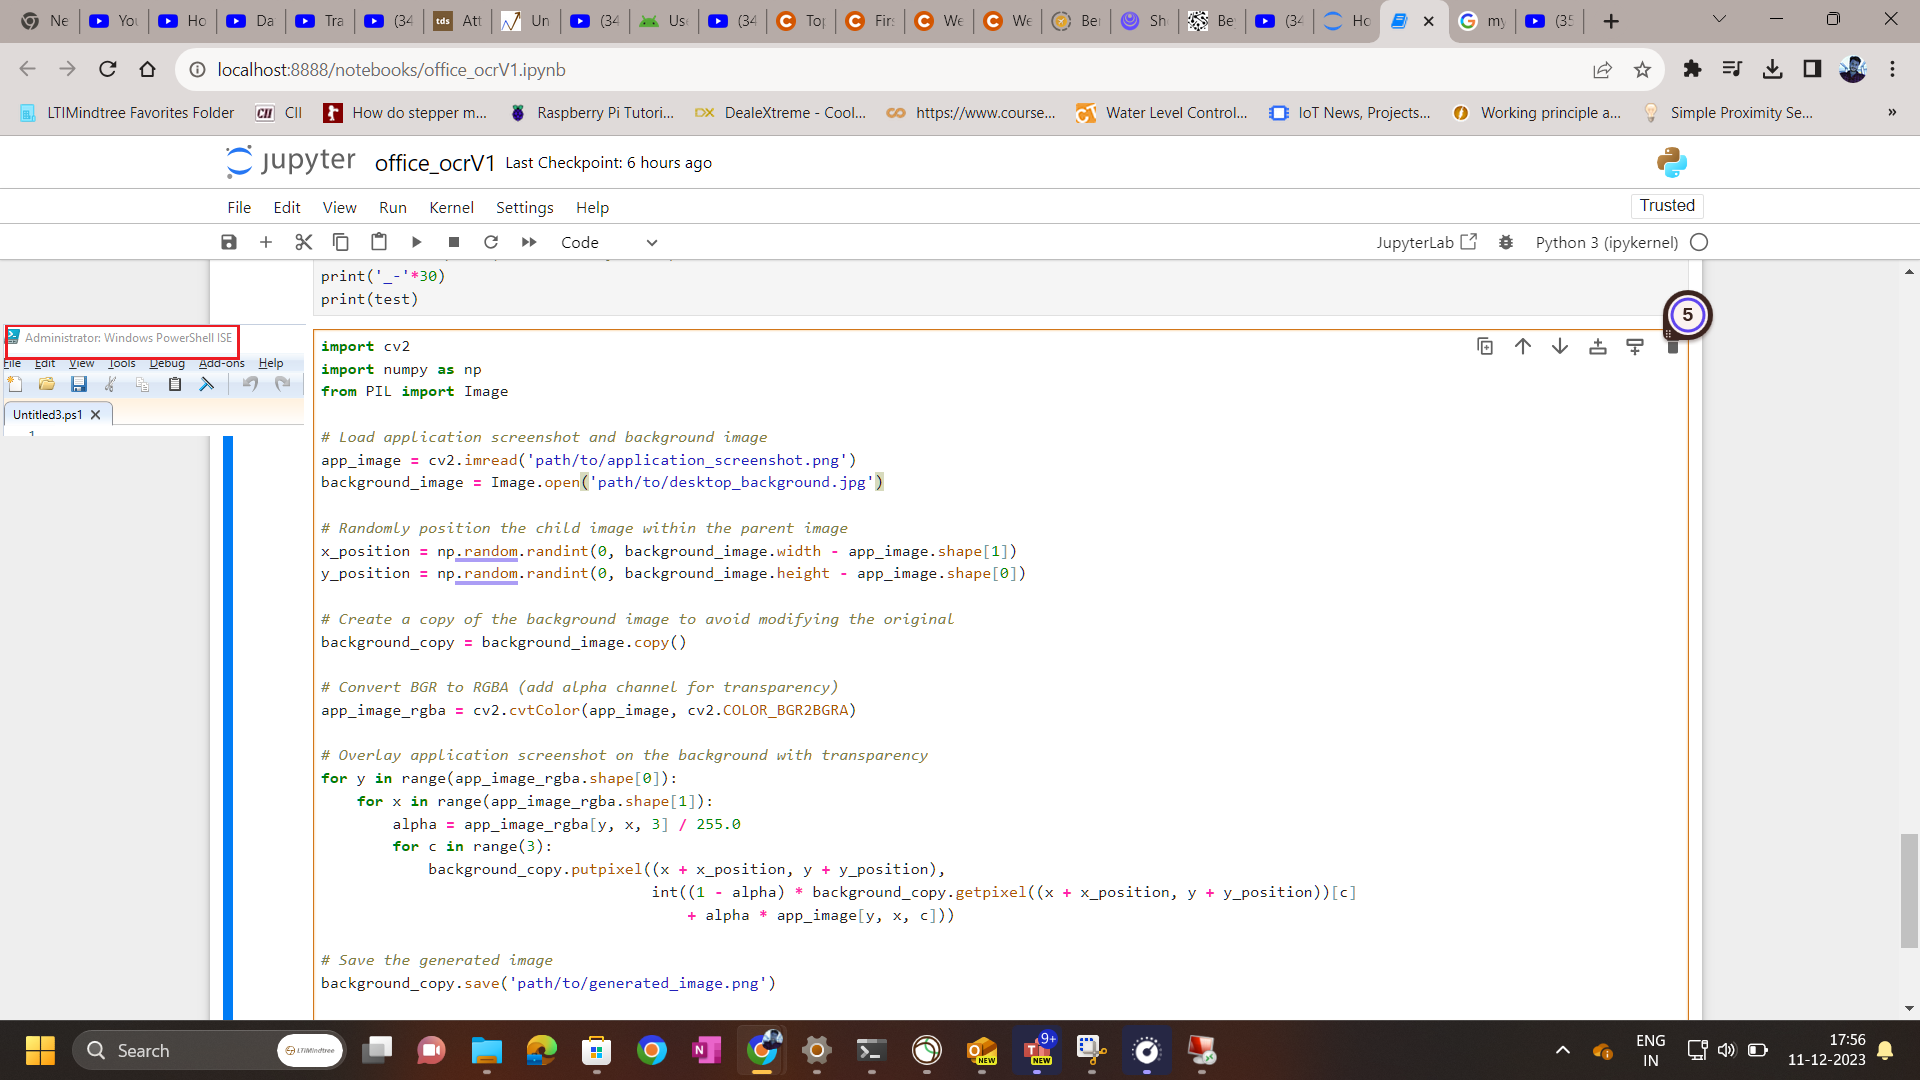 Ne You Ho Da Tra (34 Att Un (34 Use (34 Top Firs We We Ber Sh Be (34 Ho my (35
localhost:8888/notebooks/office_ocrV1.ipynb
LTIMindtree Favorites Folder CII How do stepper m... Raspberry Pi Tutori... DealeXtreme - Cool... https://www.course... Water Level Control... IoT News, Projects... Working principle a... Simple Proximity Se... »
jupyter office_ocrV1 Last Checkpoint: 6 hours ago
File Edit View Run Kernel Settings Help Trusted
Code JupyterLab Python 3 (ipykernel)
print('_-'*30)
print(test)
5
Administrator: Windows PowerShell ISE
File Edit View Tools Debug Add-ons Help
Untitled3.ps1
1
import cv2
import numpy as np
from PIL import Image
# Load application screenshot and background image
app_image = cv2.imread('path/to/application_screenshot.png')
background_image = Image.open('path/to/desktop_background.jpg')
# Randomly position the child image within the parent image
x_position = np.random.randint(0, background_image.width - app_image.shape[1])
y_position = np.random.randint(0, background_image.height - app_image.shape[0])
# Create a copy of the background image to avoid modifying the original
background_copy = background_image.copy()
# Convert BGR to RGBA (add alpha channel for transparency)
app_image_rgba = cv2.cvtColor(app_image, cv2.COLOR_BGR2BGRA)
# Overlay application screenshot on the background with transparency
for y in range(app_image_rgba.shape[0]):
    for x in range(app_image_rgba.shape[1]):
        alpha = app_image_rgba[y, x, 3] / 255.0
        for c in range(3):
            background_copy.putpixel((x + x_position, y + y_position),
                                     int((1 - alpha) * background_copy.getpixel((x + x_position, y + y_position))[c]
                                         + alpha * app_image[y, x, c]))
# Save the generated image
background_copy.save('path/to/generated_image.png')
Search LTIMindtree NEW 9+ NEW ENG 17:56
IN 11-12-2023